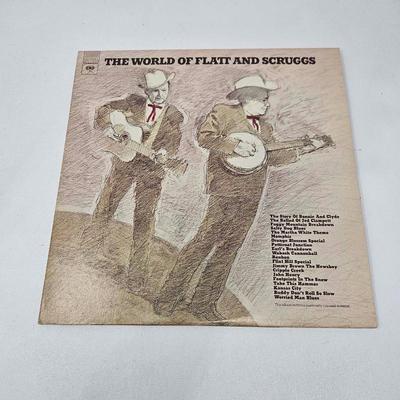 THE WORLD OF FLATT AND SCRUGGS
The Story Of Bonnie And Clyde
The Ballad Of Jed Clampett
Foggy Mountain Breakdown
Salty Dog Blues
The Martha White Theme
Memphis
Orange Blossom Special
Petticoat Junction
Earl's Breakdown
Wabash Cannonball
Reuben
Flint Hill Special
Jimmy Brown The Newsboy
Cripple Creek
John Henry
Footprints In The Snow
Take This Hammer
Kansas City
Buddy Don't Roll So Slow
Worried Man Blues